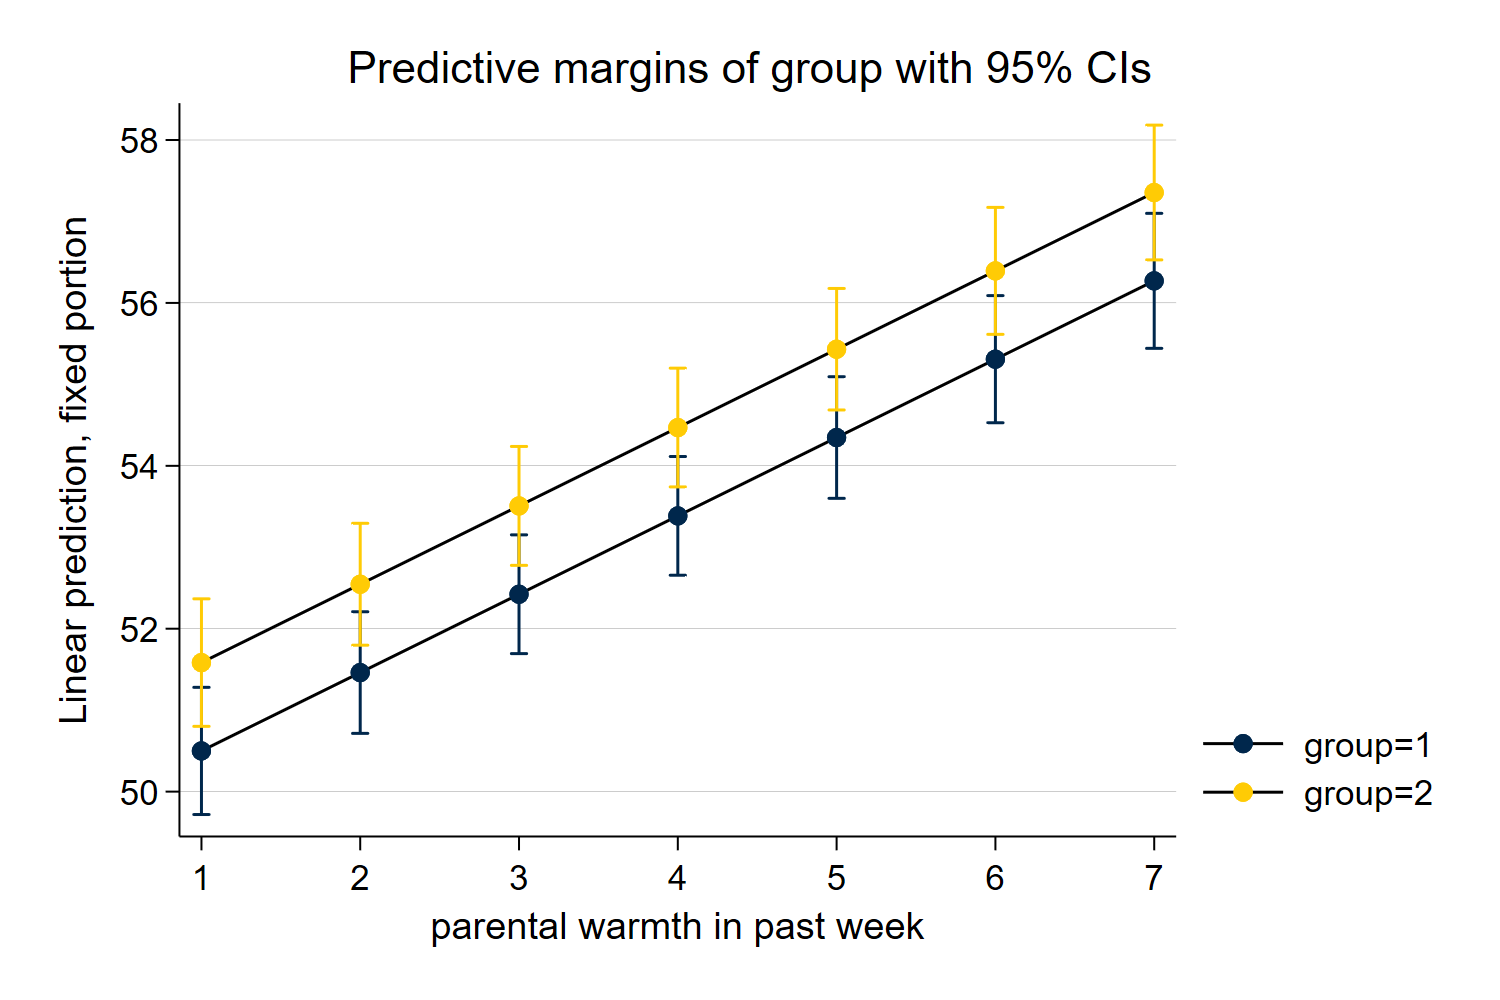 Predictive margins of group with 95% CIs
Linear prediction, fixed portion
58
56
54
52
50
1 2 3 4 5 6 7
parental warmth in past week
group=1
group=2